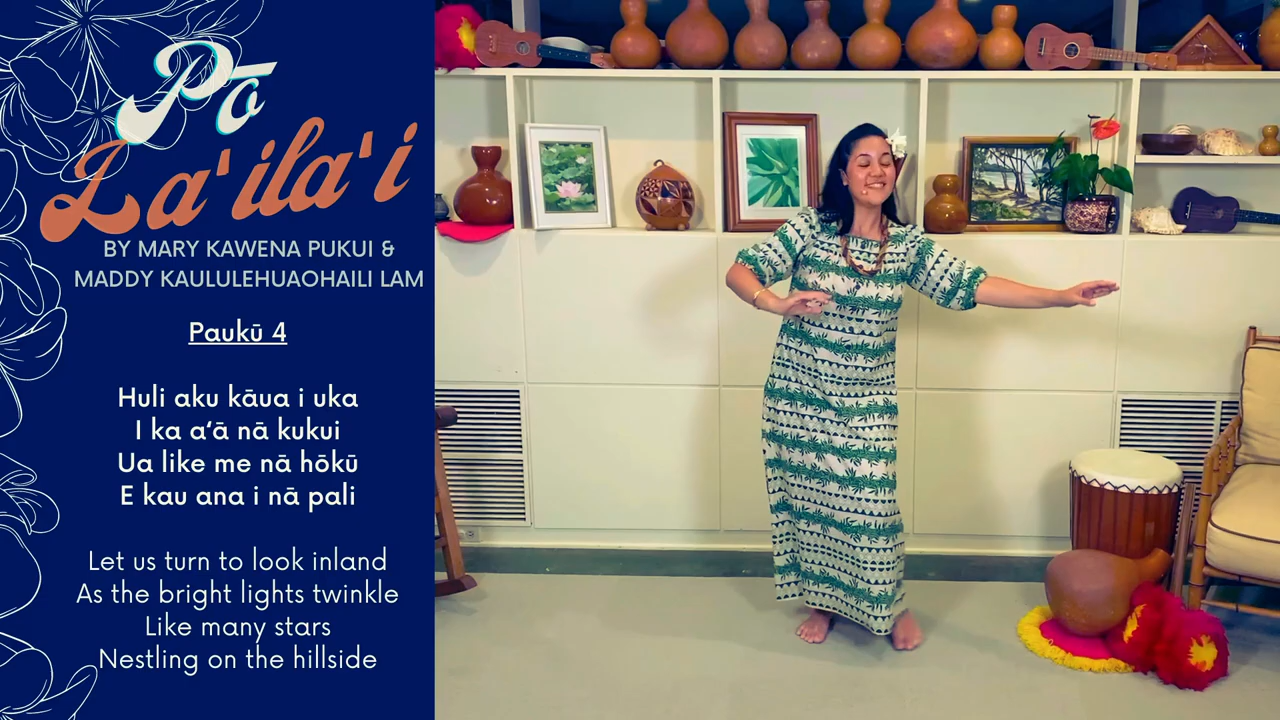 Pō
Laʻilaʻi
BY MARY KAWENA PUKUI &
MADDY KAULULEHUAOHAILI LAM
Paukū 4
Huli aku kāua i uka
I ka aʻā nā kukui
Ua like me nā hōkū
E kau ana i nā pali
Let us turn to look inland
As the bright lights twinkle
Like many stars
Nestling on the hillside